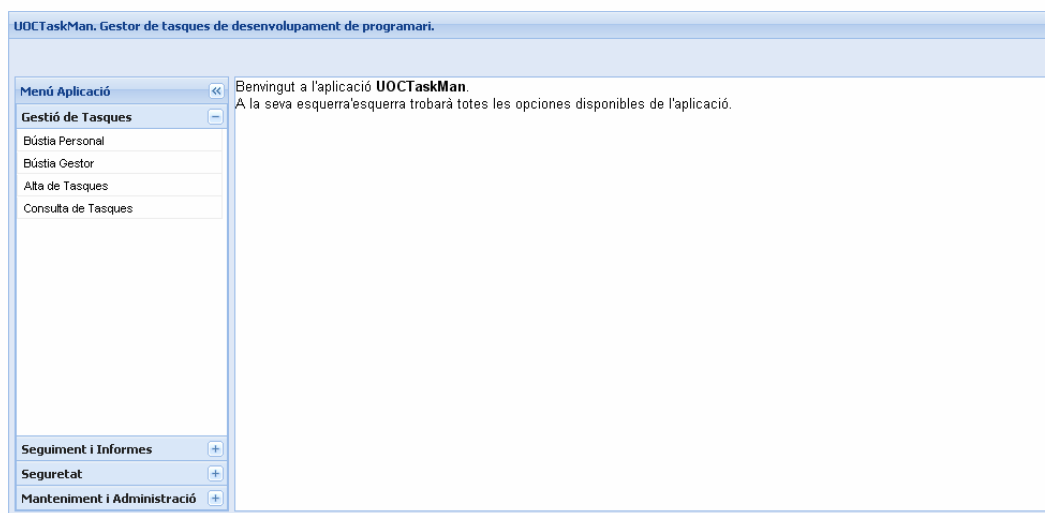 UOCTaskMan. Gestor de tasques de desenvolupament de programari.
Menú Aplicació
Gestió de Tasques
Bústia Personal
Bústia Gestor
Alta de Tasques
Consulta de Tasques
Seguiment i Informes
Seguretat
Manteniment i Administració
Benvingut a l'aplicació UOCTaskMan.
A la seva esquerra'esquerra trobarà totes les opciones disponibles de l'aplicació.